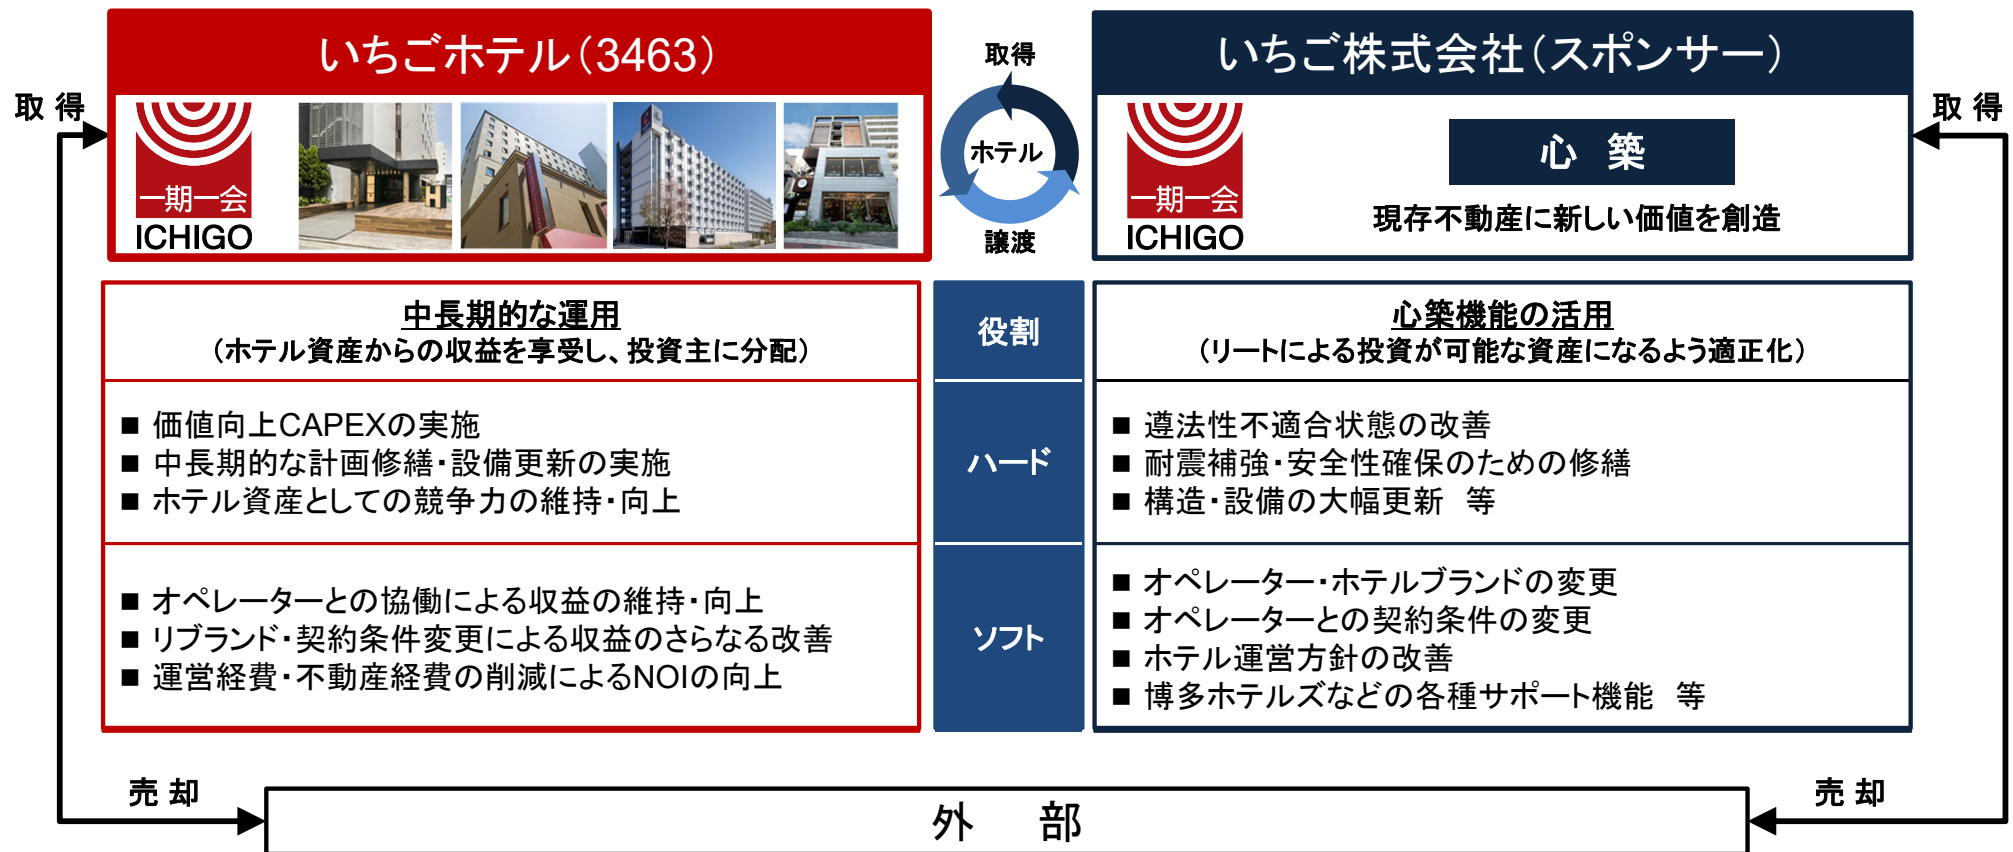 いちごホテル(3463)
取得
いちご株式会社(スポンサー)
取 得
一期一会
ICHIGO
ホテル
譲渡
一期一会
ICHIGO
心 築
現存不動産に新しい価値を創造
取 得
中長期的な運用
(ホテル資産からの収益を享受し、投資主に分配)
役割
心築機能の活用
(リートによる投資が可能な資産になるよう適正化)
■ 価値向上CAPEXの実施
■ 中長期的な計画修繕・設備更新の実施
■ ホテル資産としての競争力の維持・向上
ハード
■ 遵法性不適合状態の改善
■ 耐震補強・安全性確保のための修繕
■ 構造・設備の大幅更新 等
■ オペレーターとの協働による収益の維持・向上
■ リブランド・契約条件変更による収益のさらなる改善
■ 運営経費・不動産経費の削減によるNOIの向上
ソフト
■ オペレーター・ホテルブランドの変更
■ オペレーターとの契約条件の変更
■ ホテル運営方針の改善
■ 博多ホテルズなどの各種サポート機能 等
売 却
外 部
売 却